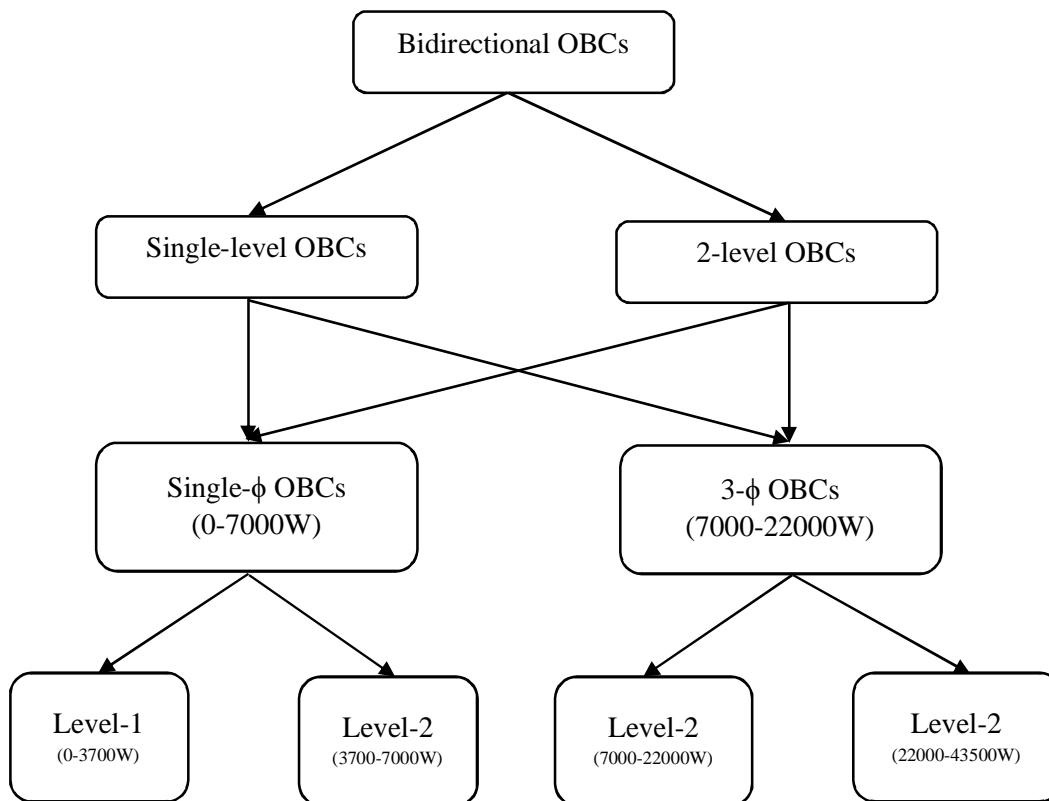 Bidirectional OBCs
Single-level OBCs
2-level OBCs
Single-ϕ OBCs
(0-7000W)
3-ϕ OBCs
(7000-22000W)
Level-1
(0-3700W)
Level-2
(3700-7000W)
Level-2
(7000-22000W)
Level-2
(22000-43500W)